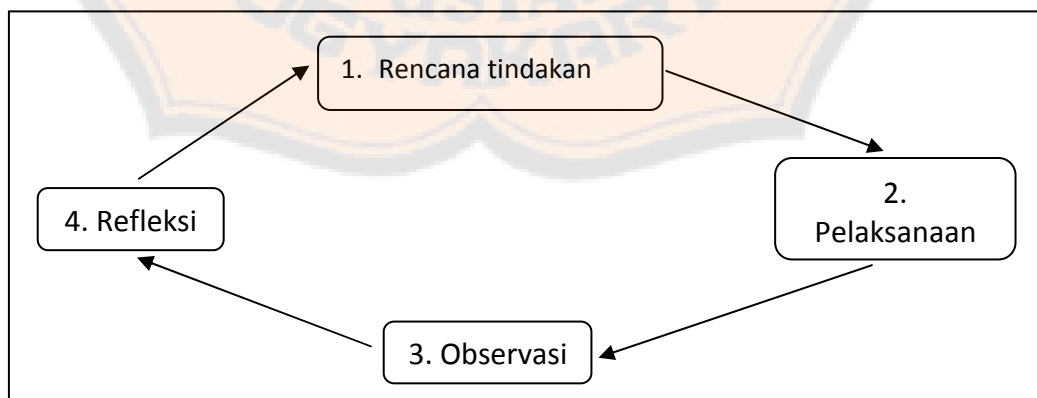 1. Rencana tindakan
2.
Pelaksanaan
3. Observasi
4. Refleksi